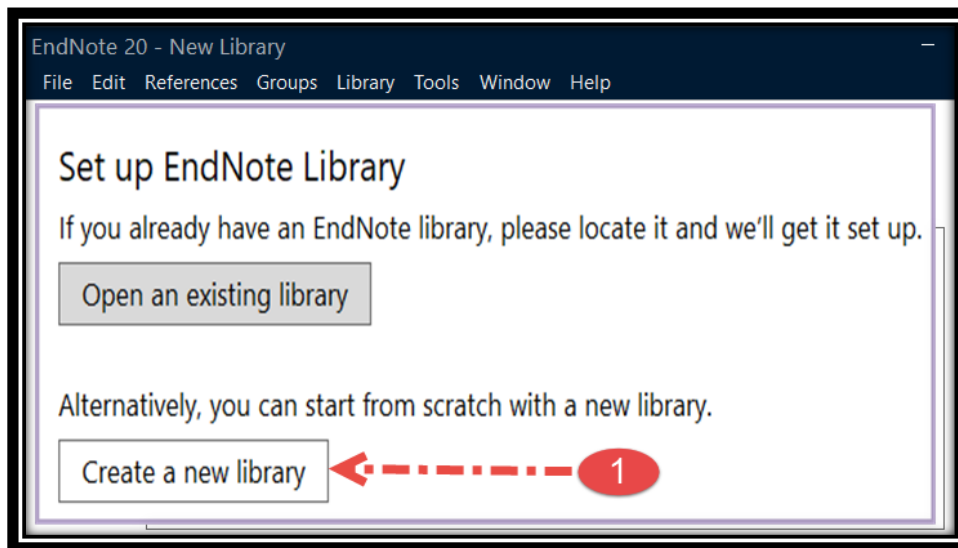 EndNote 20 - New Library
File Edit References Groups Library Tools Window Help
Set up EndNote Library
If you already have an EndNote library, please locate it and we'll get it set up.
Open an existing library
Alternatively, you can start from scratch with a new library.
Create a new library
1